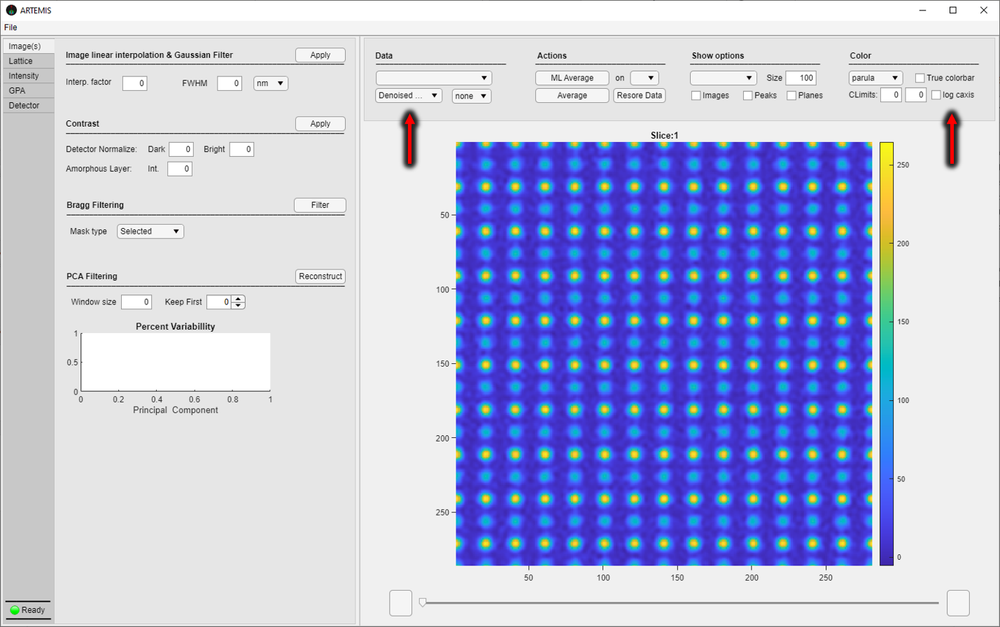 ARTEMIS
File
Image(s)
Lattice
Intensity
GPA
Detector
Image linear interpolation & Gaussian Filter
Apply
Interp. factor 0 FWHM 0 nm
Contrast
Apply
Detector Normalize: Dark 0 Bright 0
Amorphous Layer: Int. 0
Bragg Filtering
Filter
Mask type Selected
PCA Filtering
Reconstruct
Window size 0 Keep First 0
Percent Variabillity
1
0.5
0
0 0.2 0.4 0.6 0.8 1
Principal Component
Ready
Data
Denoised ... none
Actions
ML Average on
Average Resore Data
Show options
Size 100
Images Peaks Planes
Color
parula True colorbar
CLimits: 0 0 log caxis
Slice:1
50
100
150
200
250
50 100 150 200 250
250
200
150
100
50
0